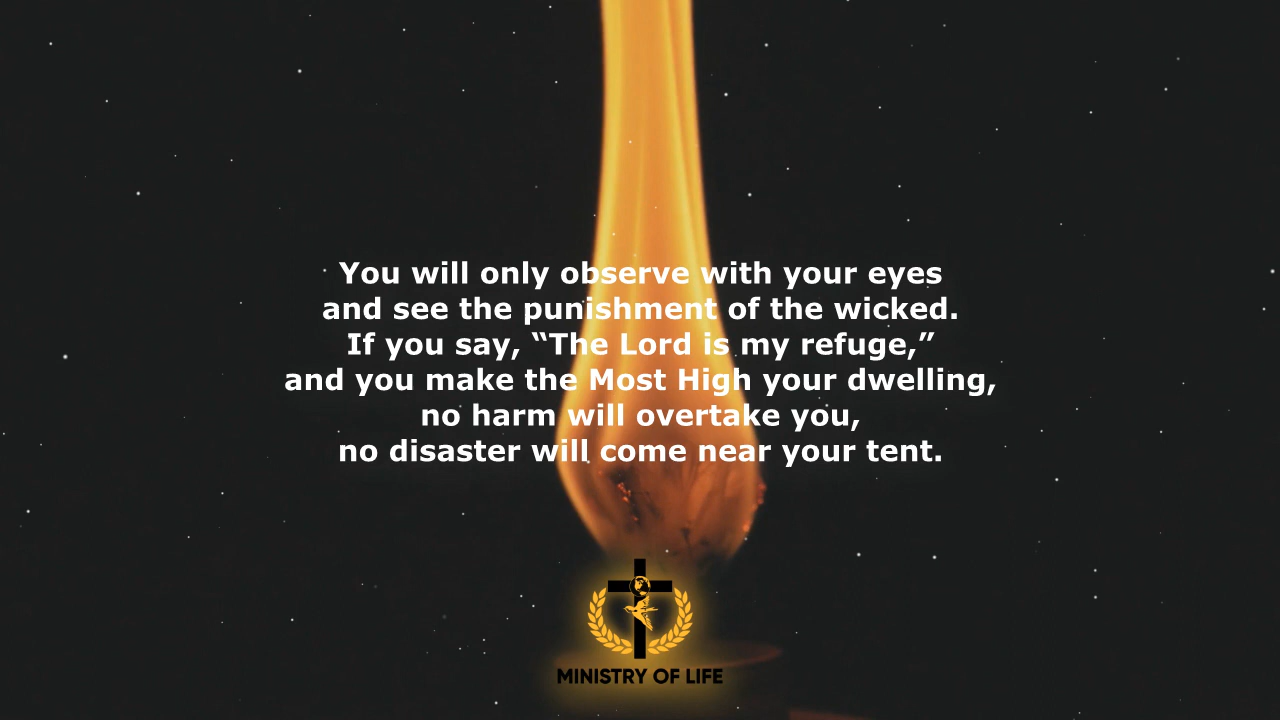 You will only observe with your eyes
and see the punishment of the wicked.
If you say, “The Lord is my refuge,”
and you make the Most High your dwelling,
no harm will overtake you,
no disaster will come near your tent.
MINISTRY OF LIFE